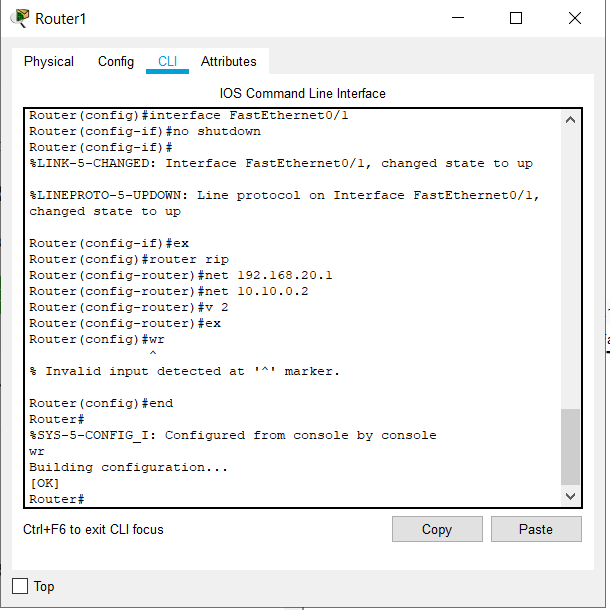 Router1
Physical Config CLI Attributes
IOS Command Line Interface
Router(config)#interface FastEthernet0/1
Router(config-if)#no shutdown
Router(config-if)#
%LINK-5-CHANGED: Interface FastEthernet0/1, changed state to up
%LINEPROTO-5-UPDOWN: Line protocol on Interface FastEthernet0/1,
changed state to up
Router(config-if)#ex
Router(config)#router rip
Router(config-router)#net 192.168.20.1
Router(config-router)#net 10.10.0.2
Router(config-router)#v 2
Router(config-router)#ex
Router(config)#wr
^
% Invalid input detected at '^' marker.
Router(config)#end
Router#
%SYS-5-CONFIG_I: Configured from console by console
wr
Building configuration...
[OK]
Router#
Ctrl+F6 to exit CLI focus Copy Paste
Top